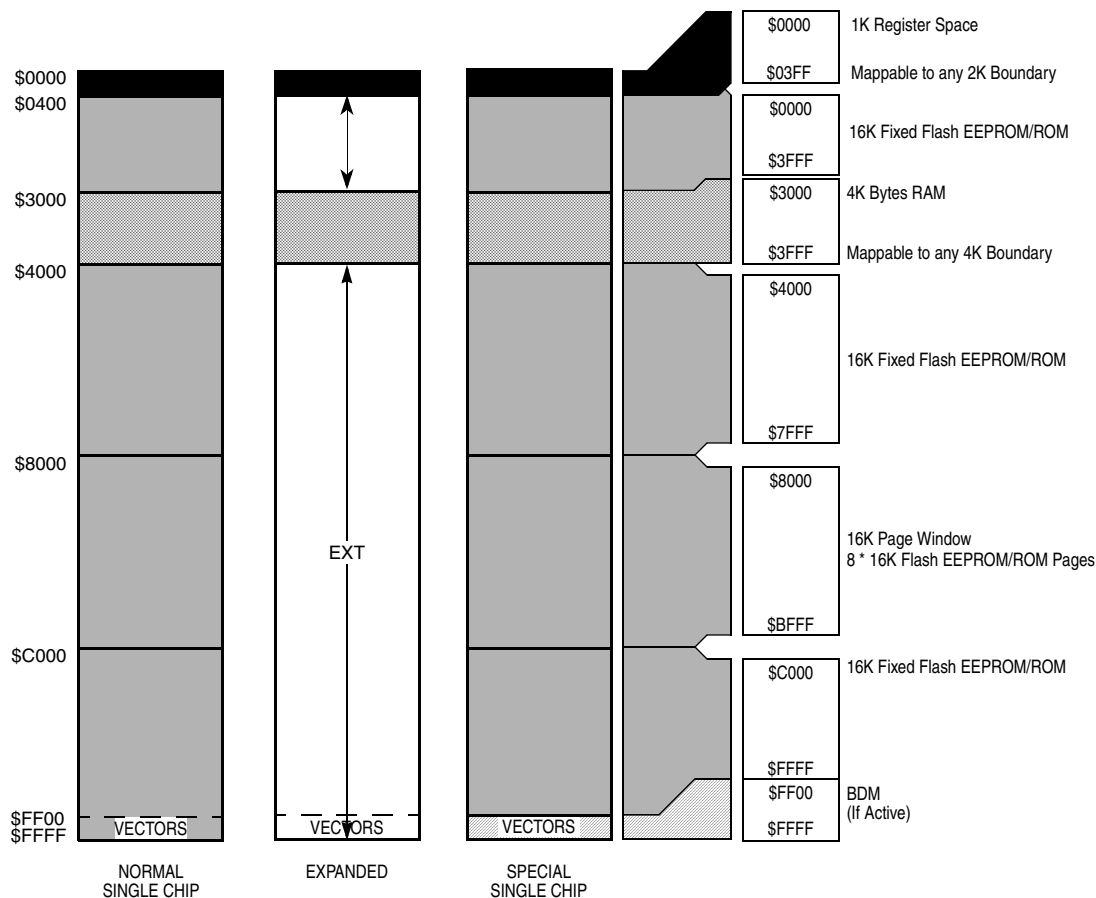 $0000
$0400
$3000
$4000
$8000
$C000
$FF00
$FFFF
VECTORS
NORMAL
SINGLE CHIP
EXT
VECTORS
EXPANDED
VECTORS
SPECIAL
SINGLE CHIP
$0000
1K Register Space
$03FF
Mappable to any 2K Boundary
$0000
16K Fixed Flash EEPROM/ROM
$3FFF
$3000
4K Bytes RAM
$3FFF
Mappable to any 4K Boundary
$4000
16K Fixed Flash EEPROM/ROM
$7FFF
$8000
16K Page Window
8 * 16K Flash EEPROM/ROM Pages
$BFFF
$C000
16K Fixed Flash EEPROM/ROM
$FFFF
$FF00
BDM
(If Active)
$FFFF